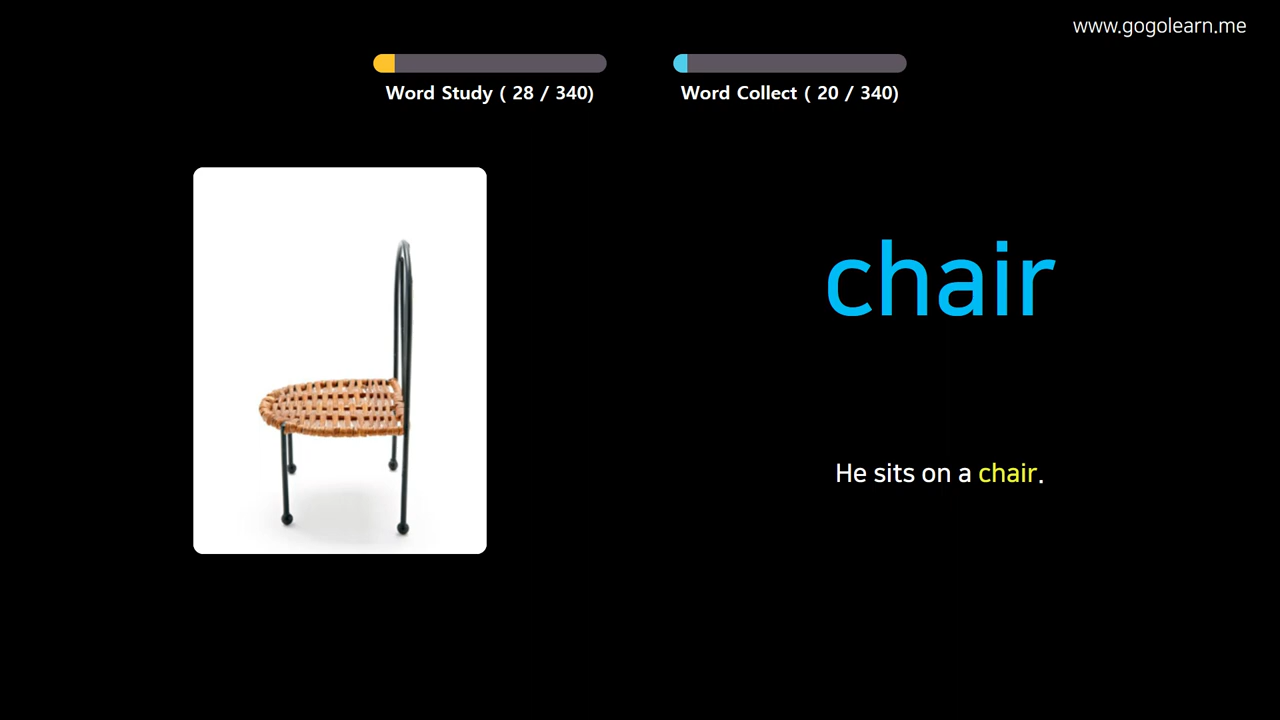 www.gogolearn.me
Word Study ( 28 / 340)
Word Collect ( 20 / 340)
chair
He sits on a chair.